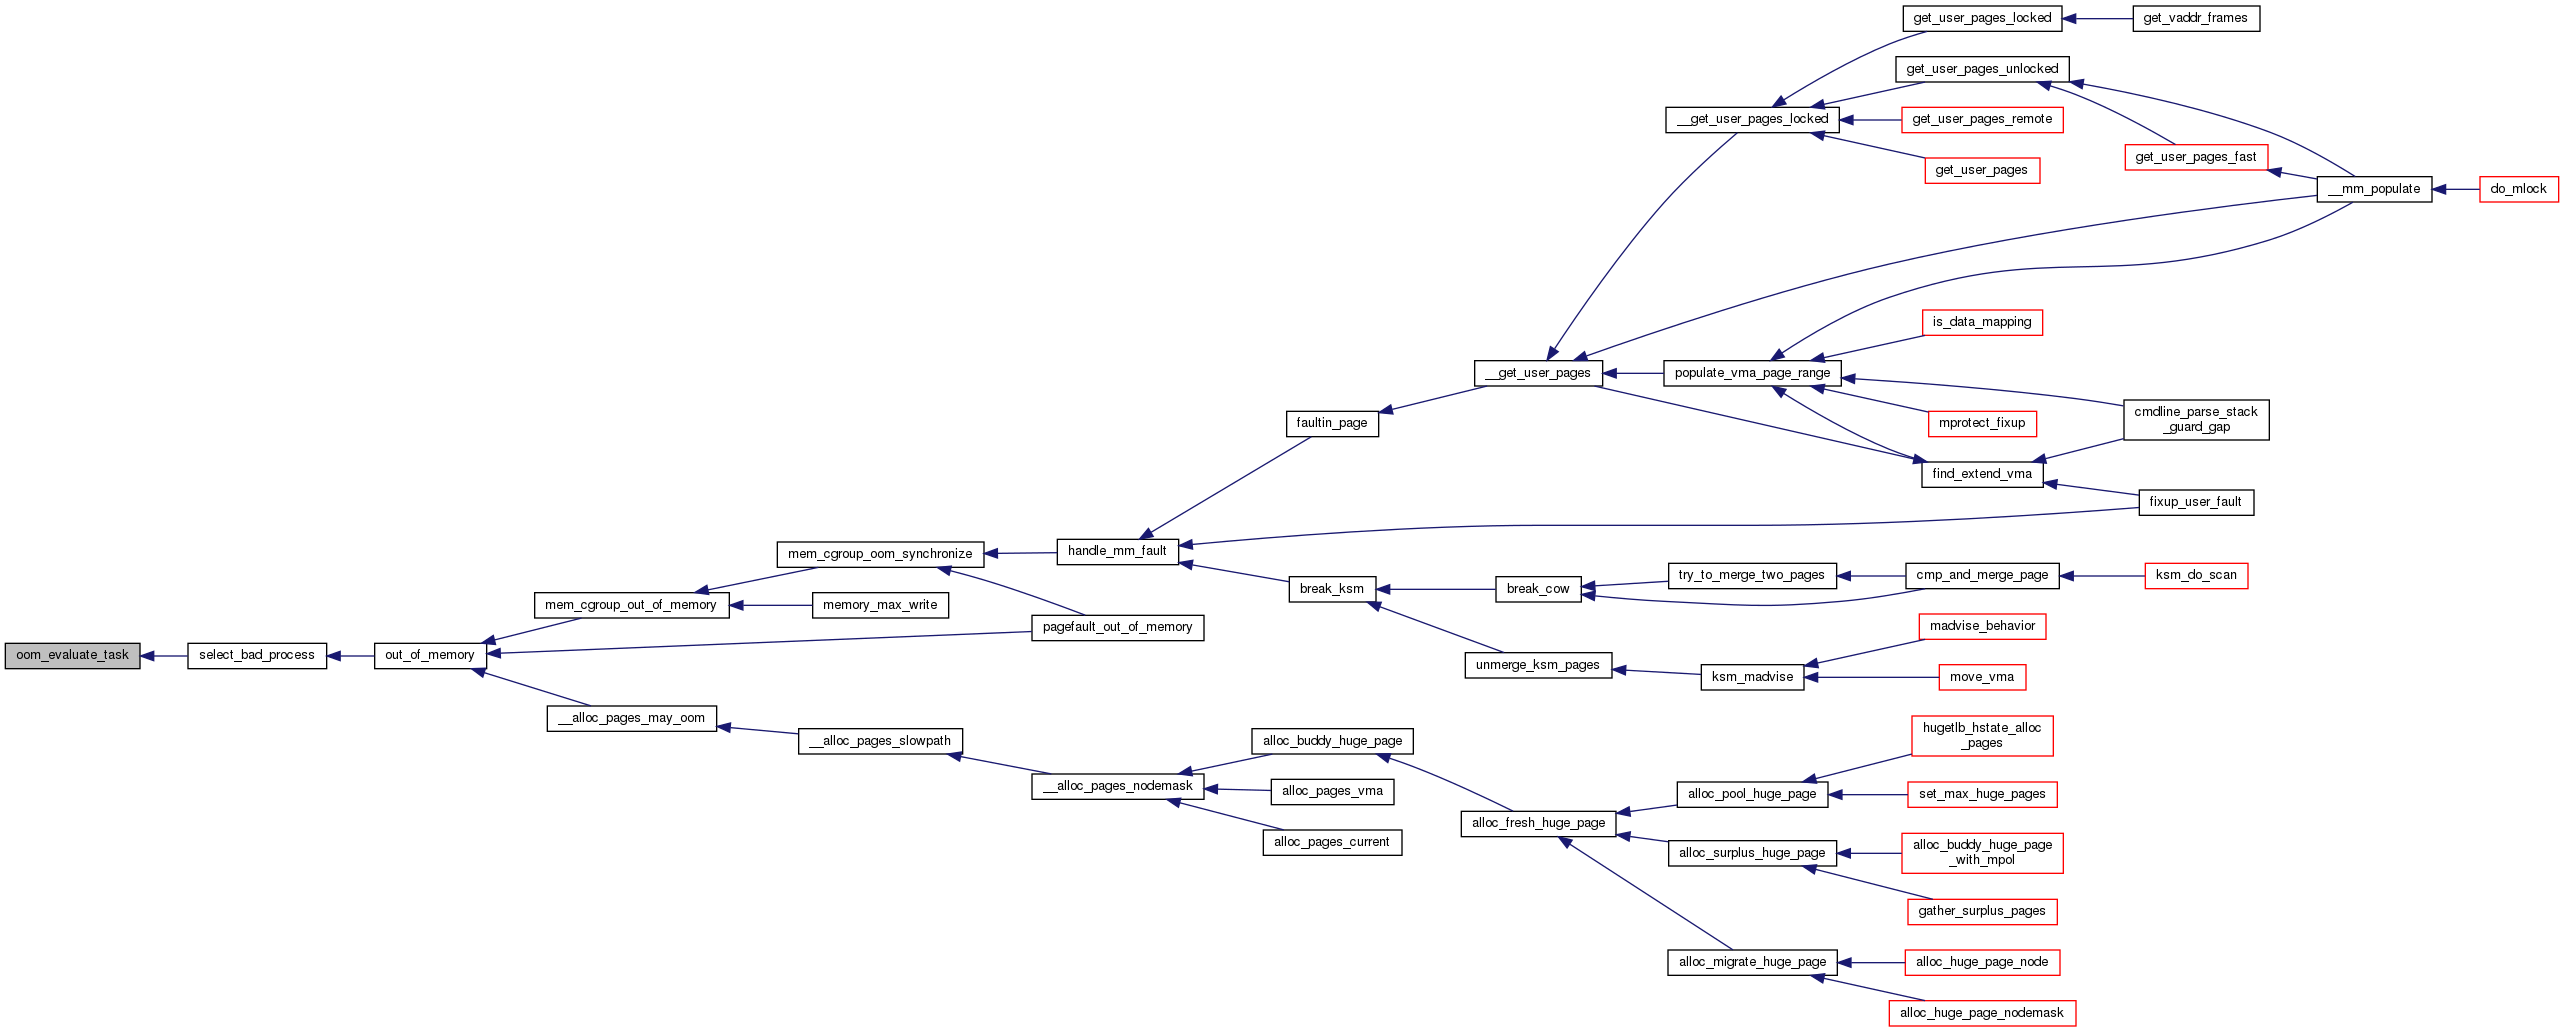 get_user_pages_locked
get_vaddr_frames
get_user_pages_unlocked
__get_user_pages_locked
get_user_pages_remote
get_user_pages_fast
get_user_pages
__mm_populate
do_mlock
is_data_mapping
__get_user_pages
populate_vma_page_range
cmdline_parse_stack
_guard_gap
faultin_page
mprotect_fixup
find_extend_vma
fixup_user_fault
mem_cgroup_oom_synchronize
handle_mm_fault
try_to_merge_two_pages
cmp_and_merge_page
ksm_do_scan
break_ksm
break_cow
mem_cgroup_out_of_memory
memory_max_write
pagefault_out_of_memory
madvise_behavior
oom_evaluate_task
select_bad_process
out_of_memory
unmerge_ksm_pages
ksm_madvise
move_vma
__alloc_pages_may_oom
__alloc_pages_slowpath
alloc_buddy_huge_page
hugetlb_hstate_alloc
_pages
__alloc_pages_nodemask
alloc_pages_vma
alloc_pool_huge_page
set_max_huge_pages
alloc_fresh_huge_page
alloc_pages_current
alloc_surplus_huge_page
alloc_buddy_huge_page
_with_mpol
gather_surplus_pages
alloc_migrate_huge_page
alloc_huge_page_node
alloc_huge_page_nodemask